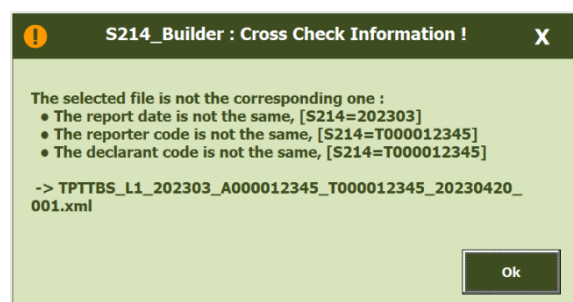 ! S214_Builder : Cross Check Information ! X
The selected file is not the corresponding one :
• The report date is not the same, [S214=202303]
• The reporter code is not the same, [S214=T000012345]
• The declarant code is not the same, [S214=T000012345]
-> TPTTBS_L1_202303_A000012345_T000012345_20230420_
001.xml
Ok